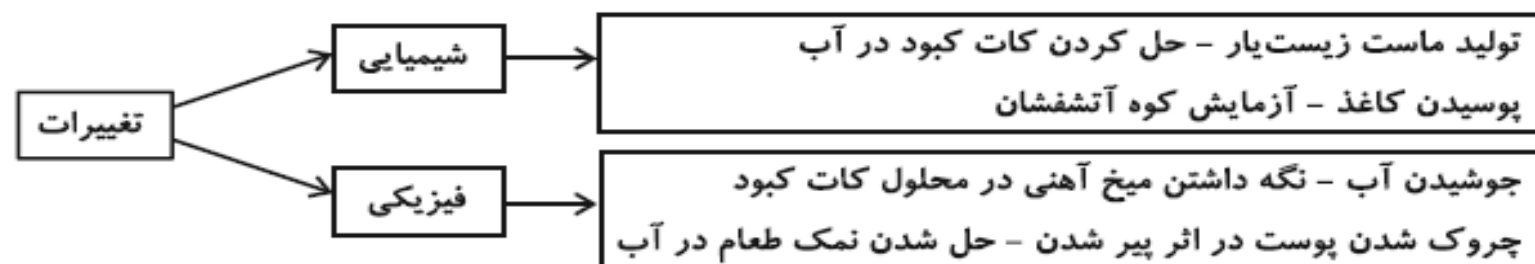 تغییرات
شیمیایی
تولید ماست زیست‌یار – حل کردن کات کبود در آب
پوسیدن کاغذ – آزمایش کوه آتشفشان
فیزیکی
جوشیدن آب – نگه داشتن میخ آهنی در محلول کات کبود
چروک شدن پوست در اثر پیر شدن – حل شدن نمک طعام در آب